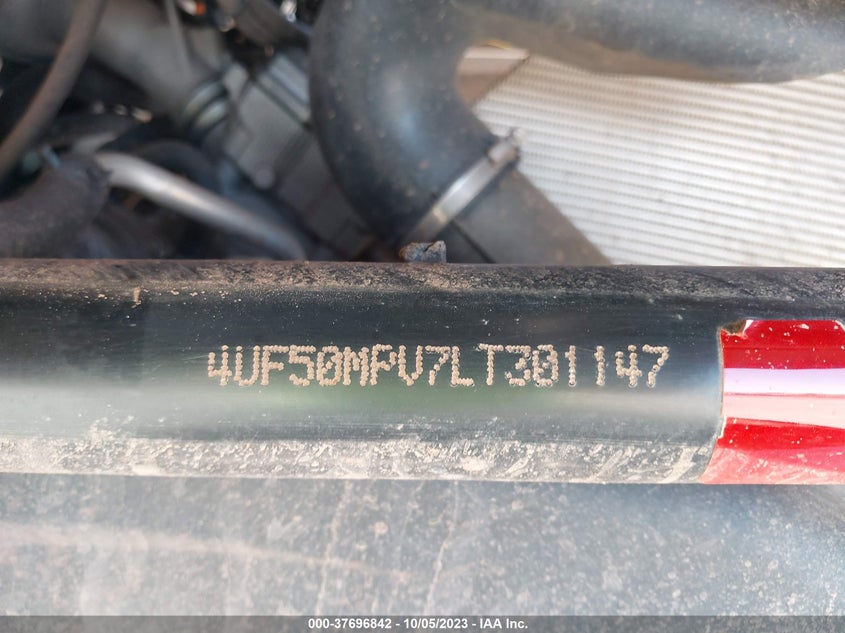 4UF50MPV7LT301147
000-37696842 - 10/05/2023 - IAA Inc.